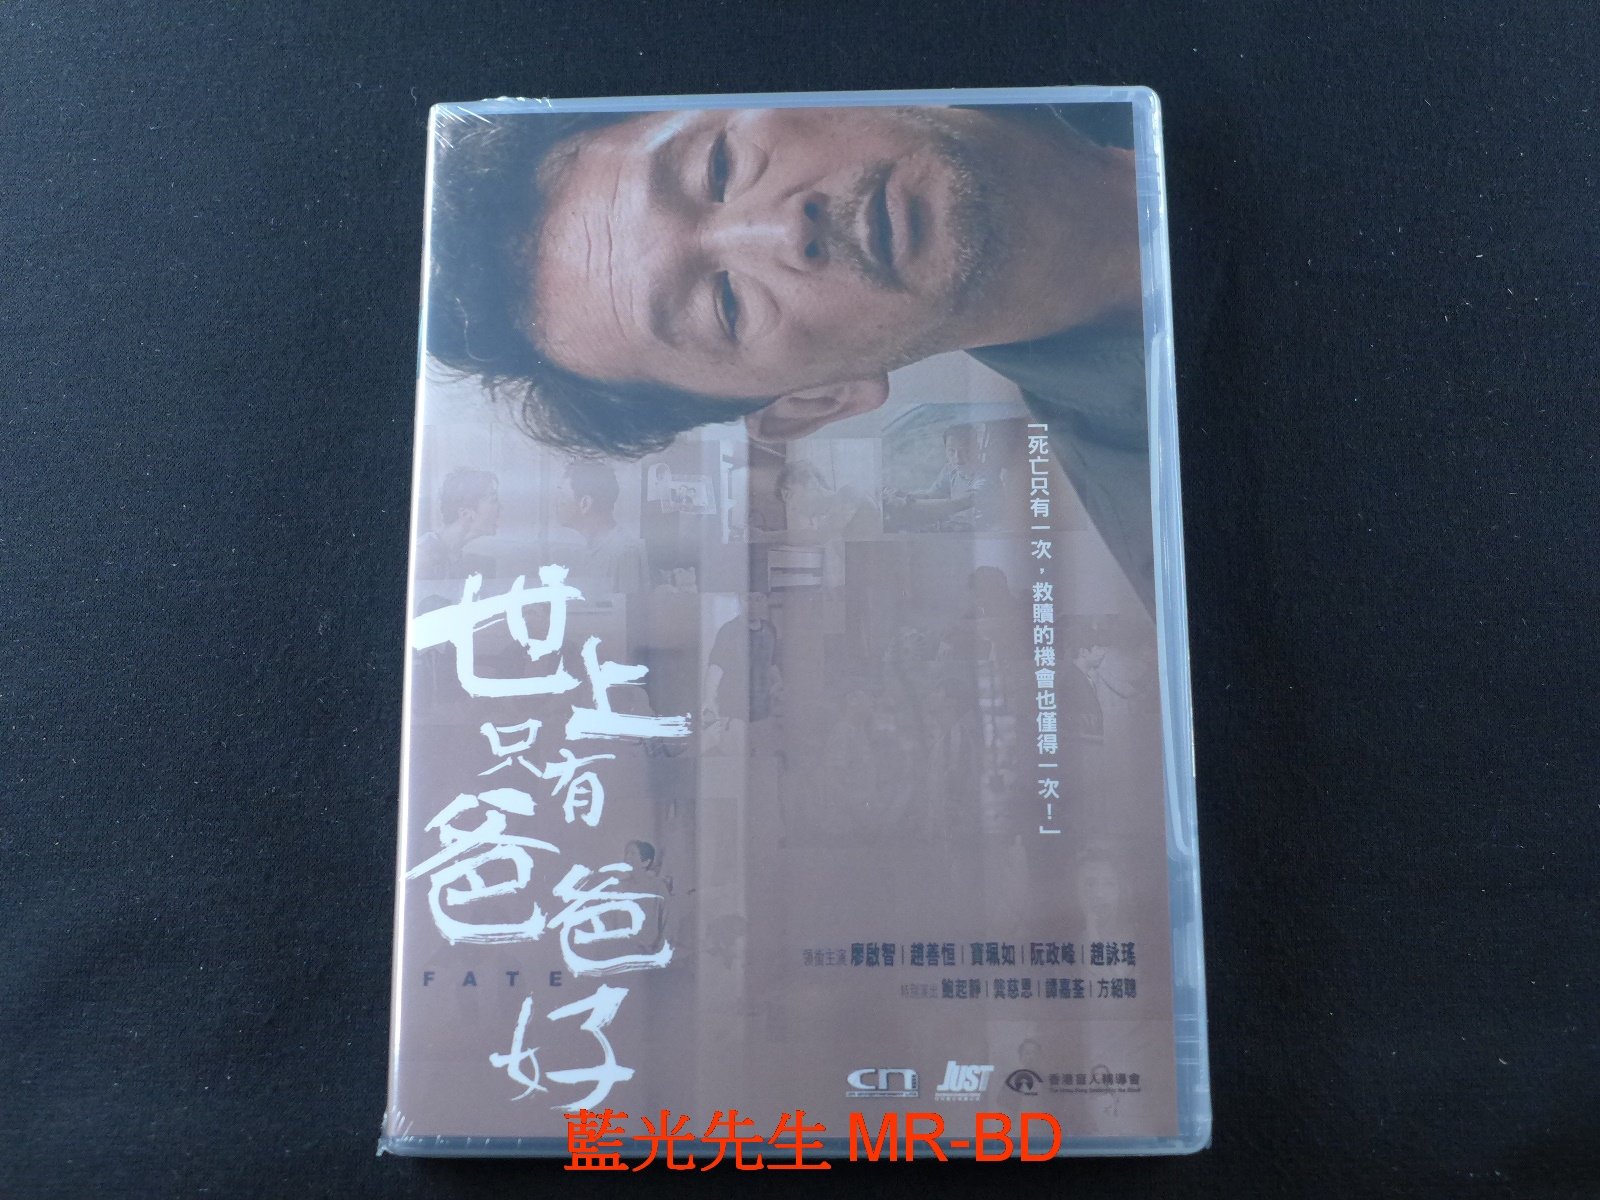 「死亡只有一次，救贖的機會也僅得一次！」
世上
只有
爸爸
好
FATE
領銜主演 廖啟智 | 趙善恒 | 寶珮如 | 阮政峰 | 趙詠瑤
特別演出 鮑起靜 | 龔慈恩 | 譚嘉荃 | 方紹聰
CN
JUST
香港盲人輔導會
藍光先生 MR-BD